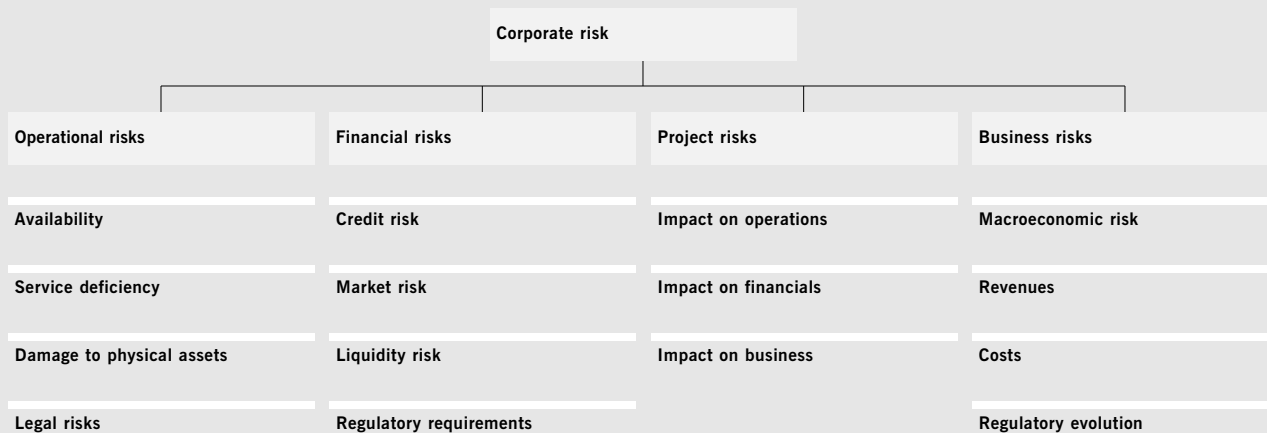 Corporate risk
Operational risks
Financial risks
Project risks
Business risks
Availability
Credit risk
Impact on operations
Macroeconomic risk
Service deficiency
Market risk
Impact on financials
Revenues
Damage to physical assets
Liquidity risk
Impact on business
Costs
Legal risks
Regulatory requirements
Regulatory evolution